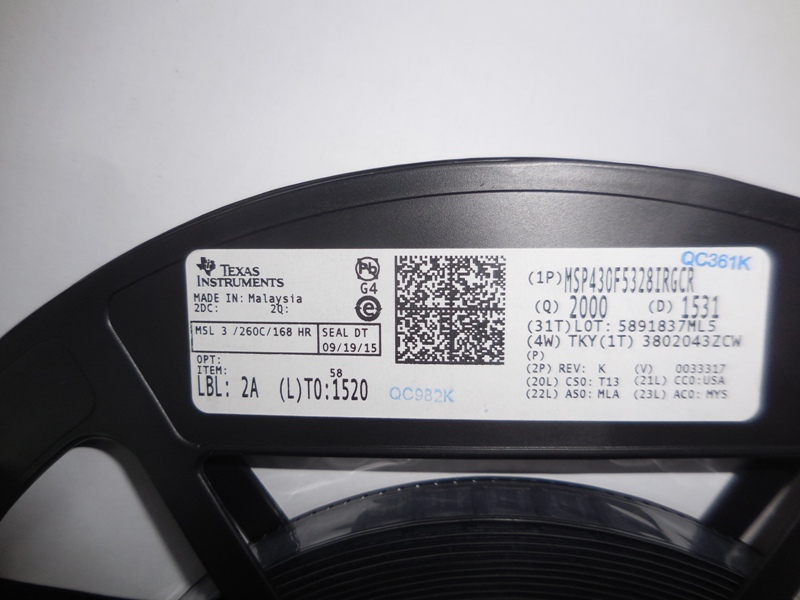 TEXAS
INSTRUMENTS
MADE IN: Malaysia
2DC: 2Q:
MSL 3 /260C/168 HR
SEAL DT
09/19/15
OPT:
ITEM:
58
LBL: 2A (L)TO:1520
Pb
G4
e
QC982K
QC361K
(1P)MSP430F5328IRGCR
(Q) 2000 (D) 1531
(31T)LOT: 5891837ML5
(4W) TKY(1T) 3802043ZCW
(P)
(2P) REV: K (V) 0033317
(20L) CSO: T13 (21L) CCO:USA
(22L) ASO: MLA (23L) ACO: MYS